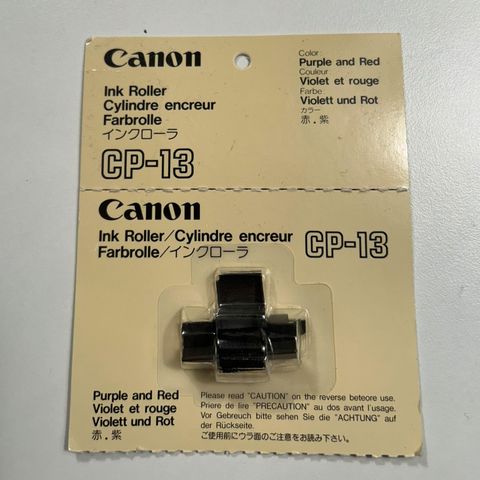 Canon
Ink Roller
Cylindre encreur
Farbrolle
インクローラ
CP-13
Color:
Purple and Red
Couleur
Violet et rouge
Farbe:
Violett und Rot
カラー
赤．紫
Canon
Ink Roller/Cylindre encreur
Farbrolle/インクローラ
CP-13
Purple and Red
Violet et rouge
Violett und Rot
赤．紫
Please read "CAUTION" on the reverse beteore use.
Priere de lire "PRECAUTION" au dos avant l'usage.
Vor Gebreuch bitte sehen Sie die "ACHTUNG" auf
der Rückseite.
ご使用前にウラ面のご注意をお読み下さい。